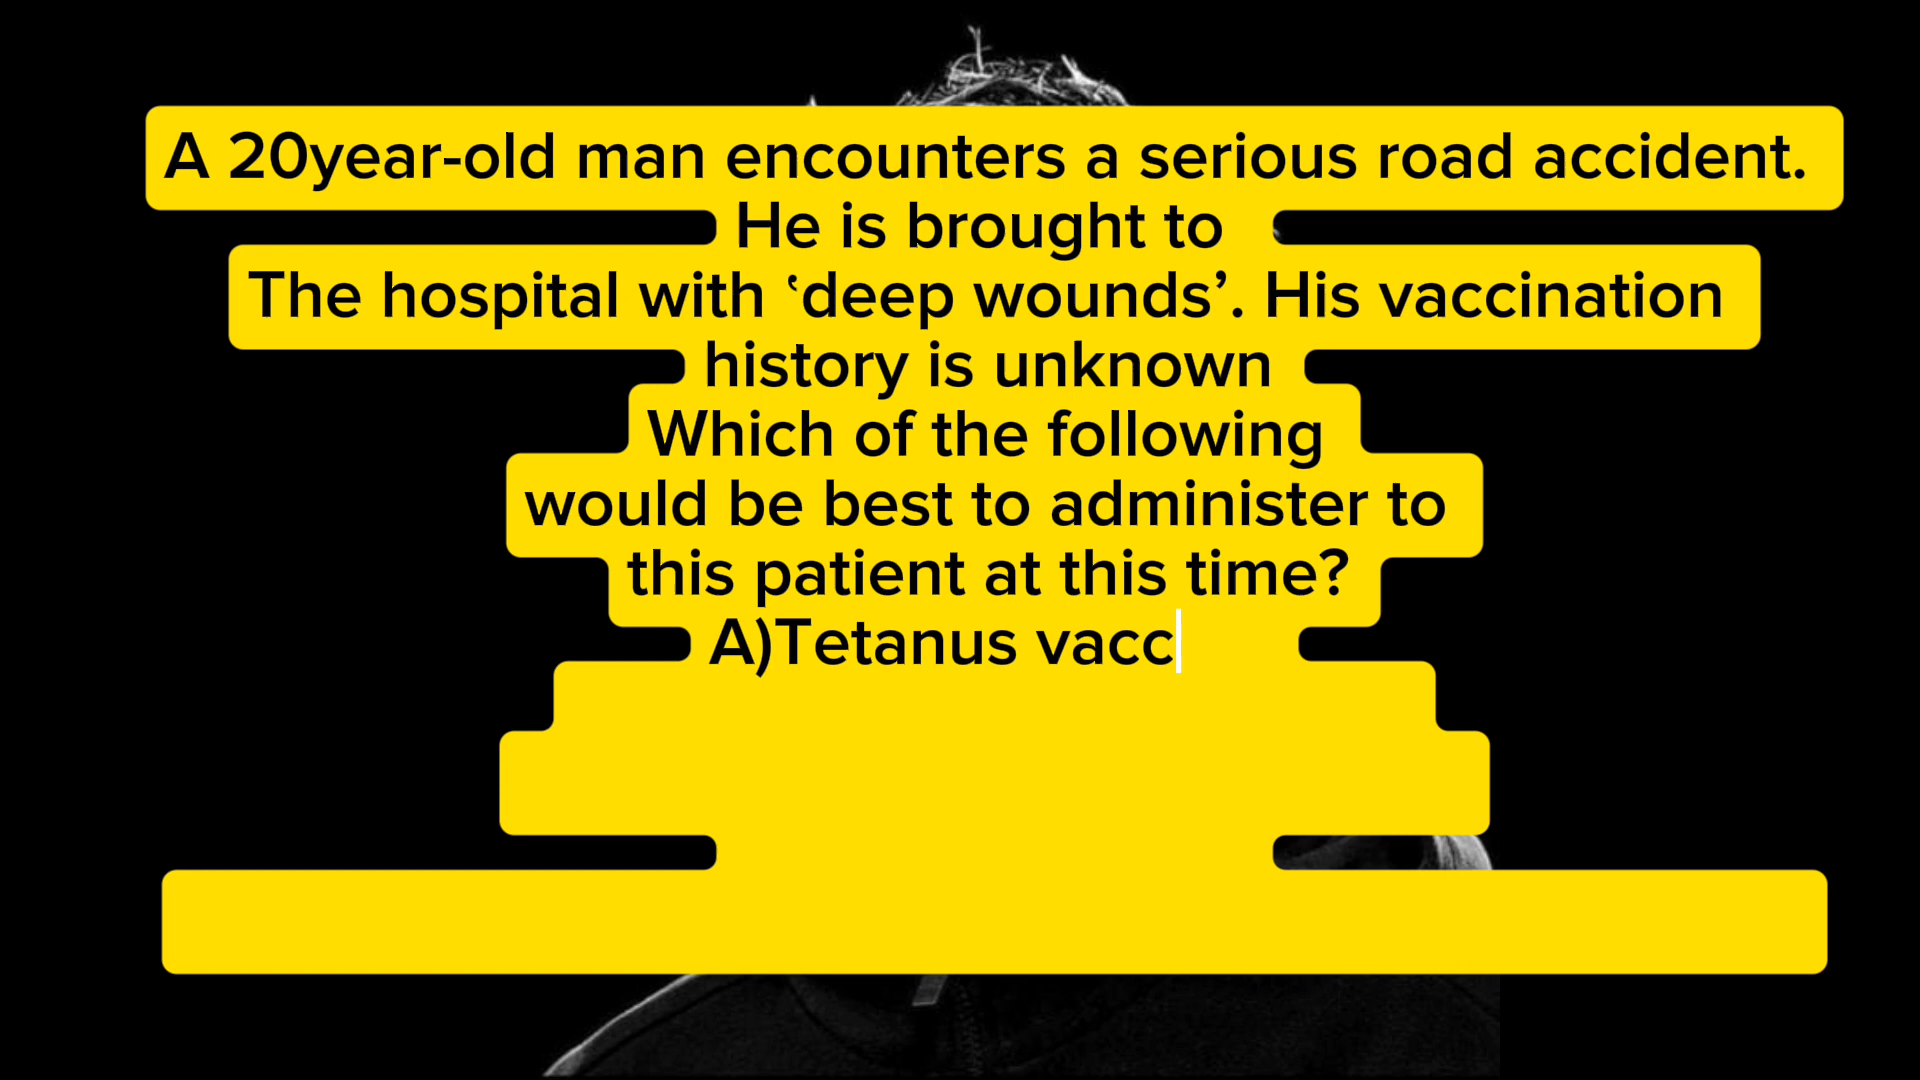 A 20year-old man encounters a serious road accident.
He is brought to
The hospital with ‛deep wounds’. His vaccination
history is unknown
Which of the following
would be best to administer to
this patient at this time?
A)Tetanus vacc